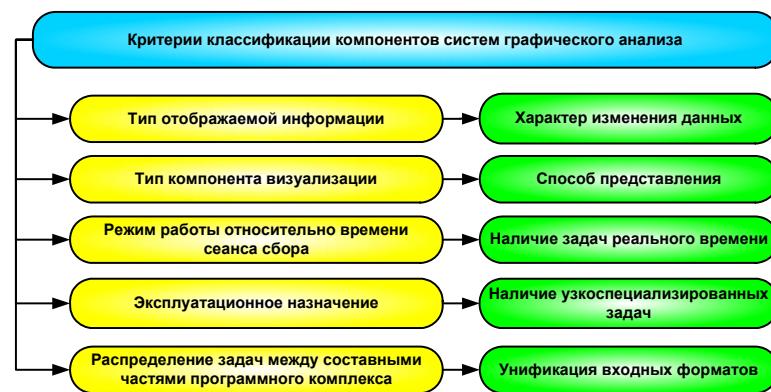 Критерии классификации компонентов систем графического анализа
Тип отображаемой информации
Характер изменения данных
Тип компонента визуализации
Способ представления
Режим работы относительно времени
сеанса сбора
Наличие задач реального времени
Эксплуатационное назначение
Наличие узкоспециализированных
задач
Распределение задач между составными
частями программного комплекса
Унификация входных форматов